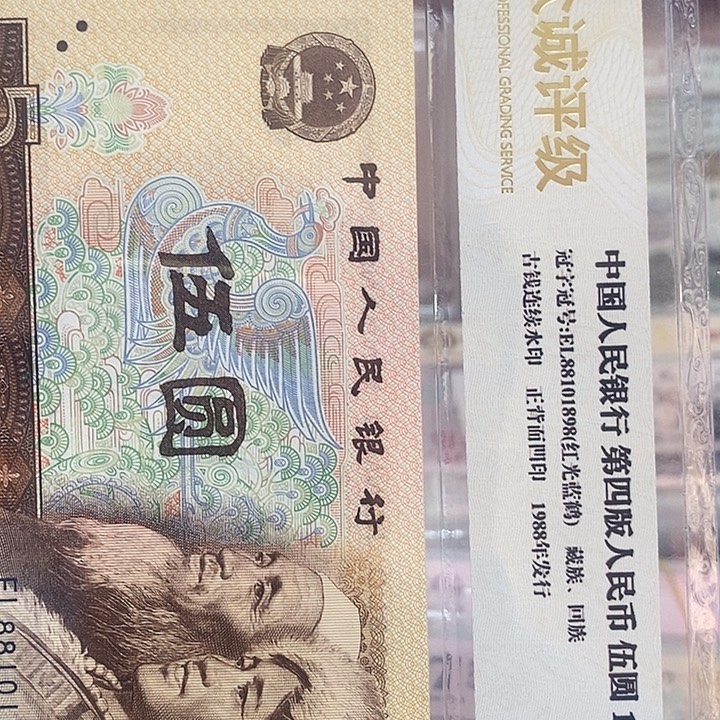 诚评级
PROFESSIONAL GRADING SERVICE
中国人民银行 第四版人民币 伍圆
冠字冠号:EL88101898(红光蓝鹤) 藏族、回族
古钱连续水印 正背面凹印 1988年发行
中国人民银行
伍圆
5